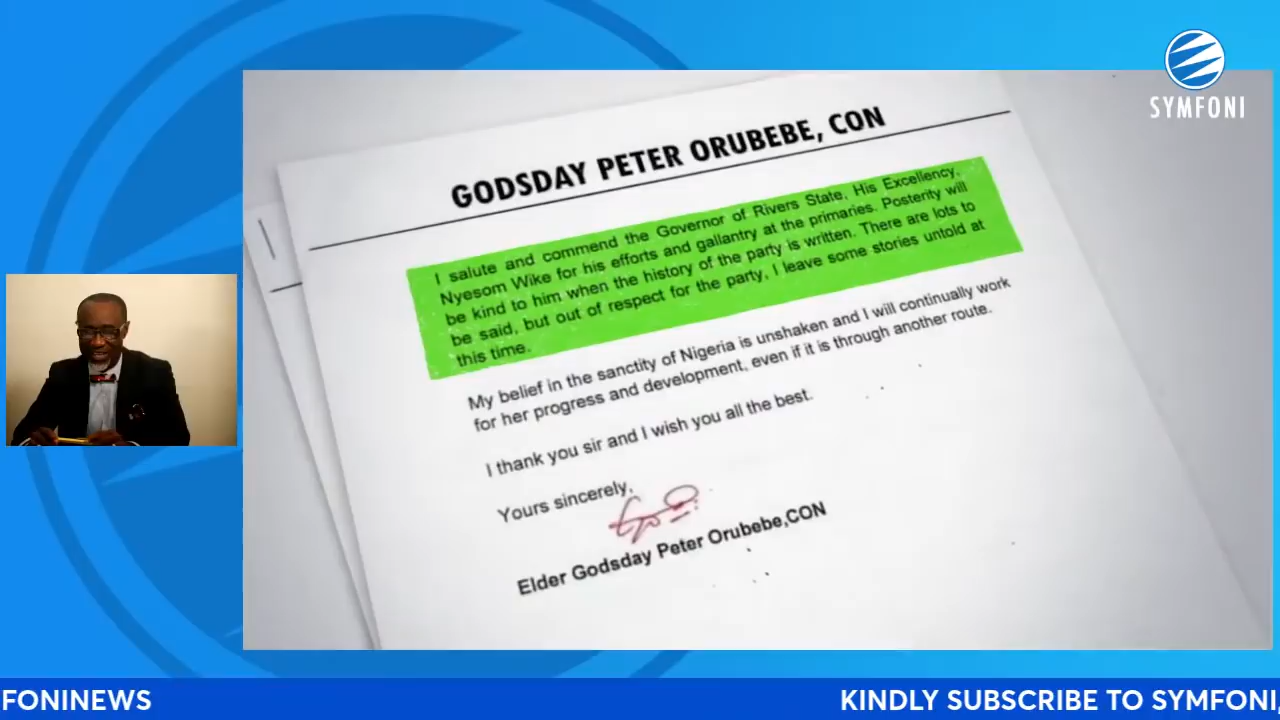 SYMFONI
GODSDAY PETER ORUBEBE, CON
I salute and commend the Governor of Rivers State, His Excellency,
Nyesom Wike for his efforts and gallantry at the primaries. Posterity will
be kind to him when the history of the party is written. There are lots to
be said, but out of respect for the party, I leave some stories untold at
this time.
My belief in the sanctity of Nigeria is unshaken and I will continually work
for her progress and development, even if it is through another route.
I thank you sir and I wish you all the best.
Yours sincerely,
Elder Godsday Peter Orubebe,CON
FONINEWS
KINDLY SUBSCRIBE TO SYMFONI